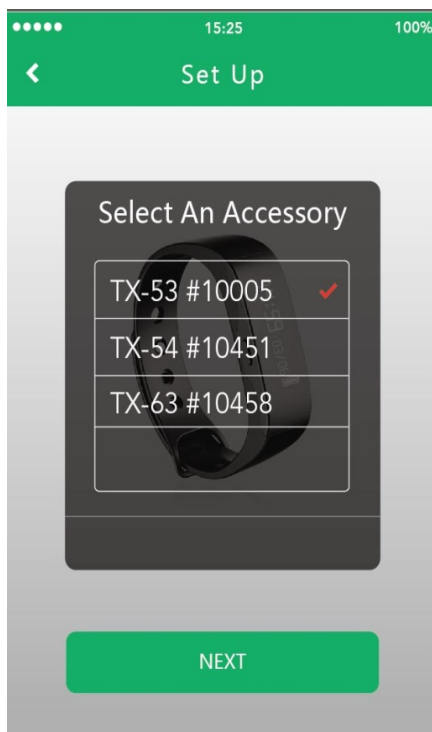 15:25
100%
Set Up
Select An Accessory
TX-53 #10005
TX-54 #10451
TX-63 #10458
NEXT